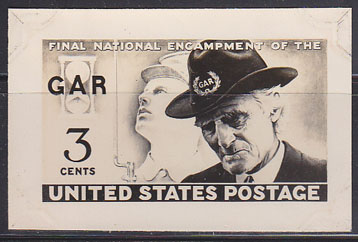 FINAL NATIONAL ENCAMPMENT OF THE
GAR
GAR
3
CENTS
UNITED STATES POSTAGE